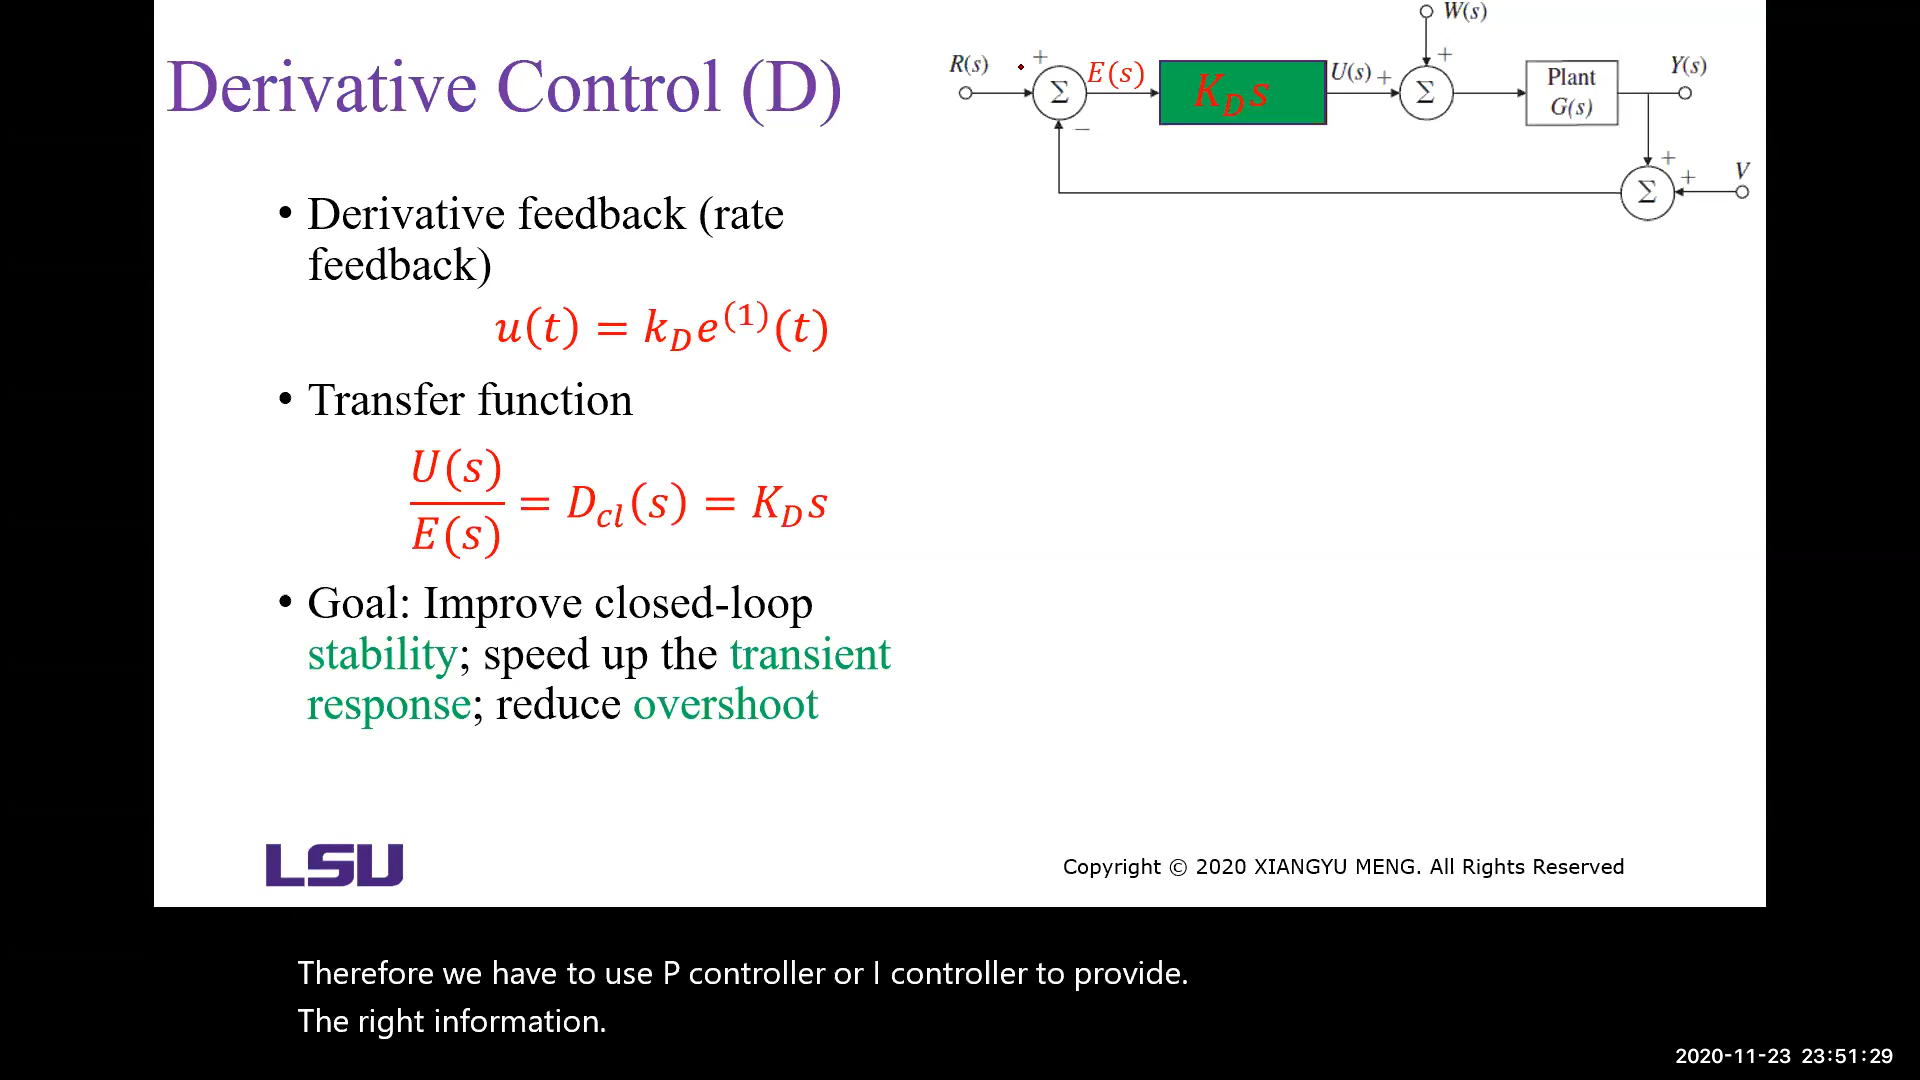 Derivative Control (D)
W(s)
R(s) + E(s) K_D s U(s) + + Plant G(s) Y(s)
Σ Σ
−
+ + V
Σ
• Derivative feedback (rate
feedback)
u(t) = k_D e^(1)(t)
• Transfer function
U(s)/E(s) = D_cl(s) = K_D s
• Goal: Improve closed-loop
stability; speed up the transient
response; reduce overshoot
LSU
Copyright © 2020 XIANGYU MENG. All Rights Reserved
Therefore we have to use P controller or I controller to provide.
The right information.
2020-11-23 23:51:29